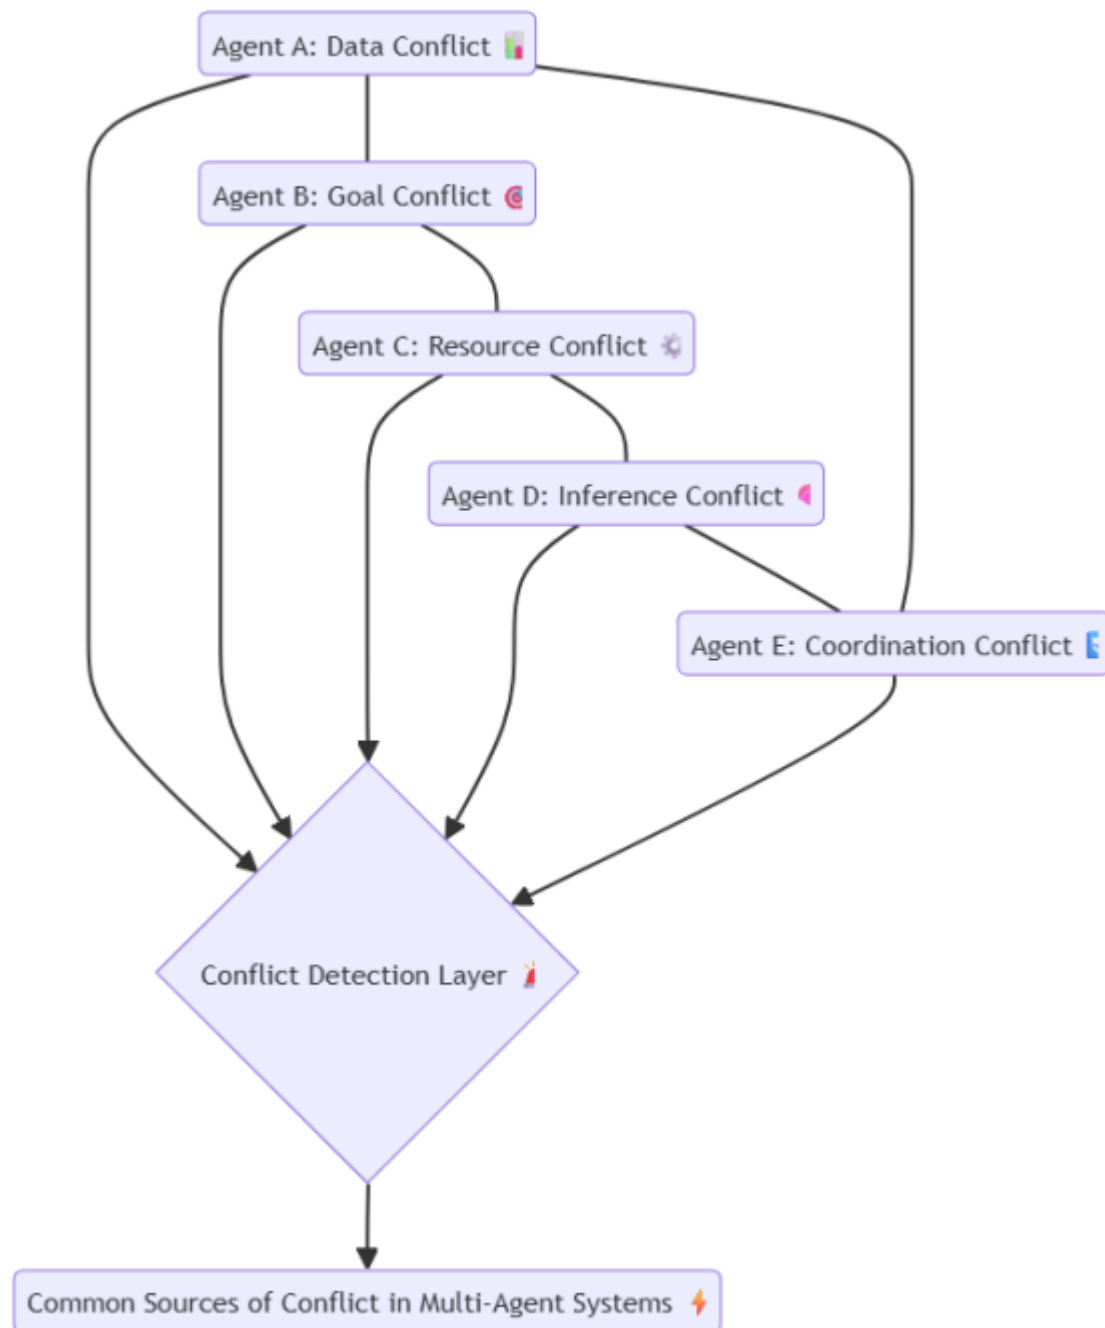 Agent A: Data Conflict
Agent B: Goal Conflict
Agent C: Resource Conflict
Agent D: Inference Conflict
Agent E: Coordination Conflict
Conflict Detection Layer
Common Sources of Conflict in Multi-Agent Systems